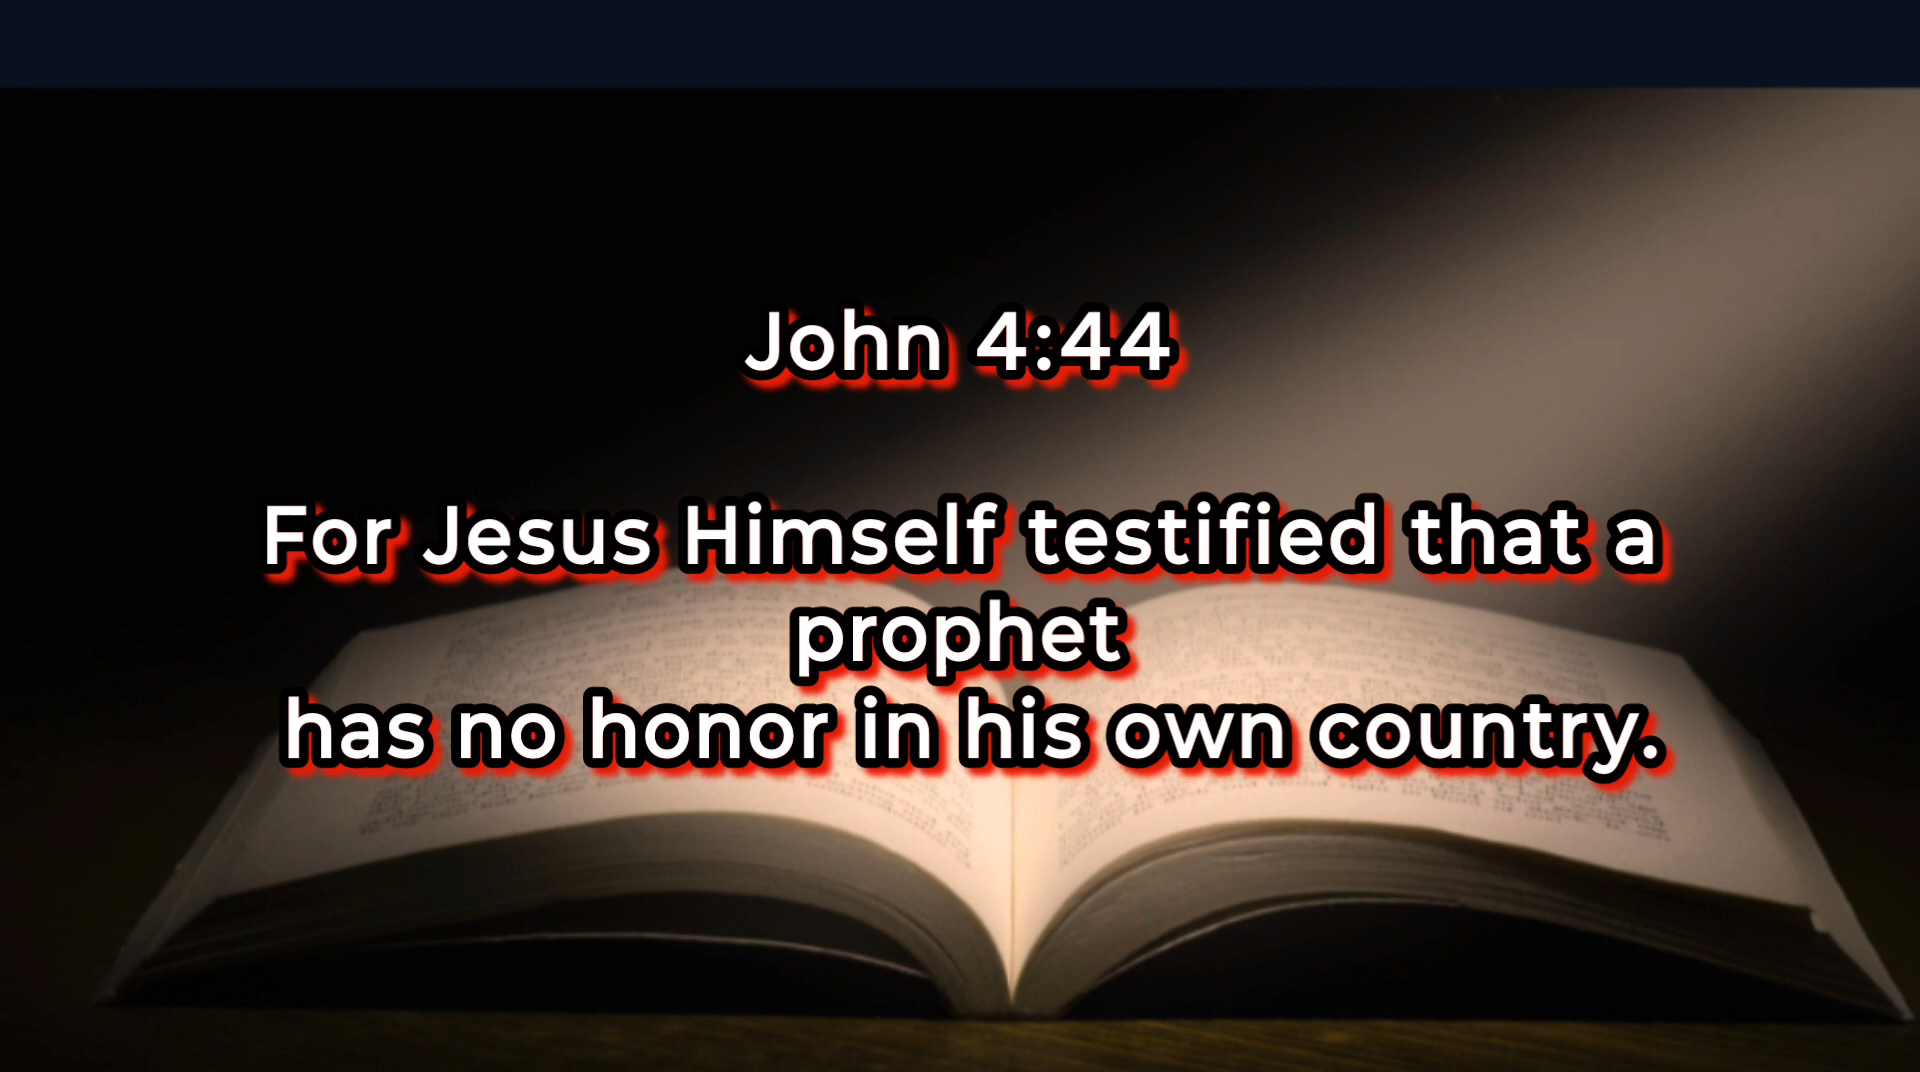 John 4:44
For Jesus Himself testified that a
prophet
has no honor in his own country.